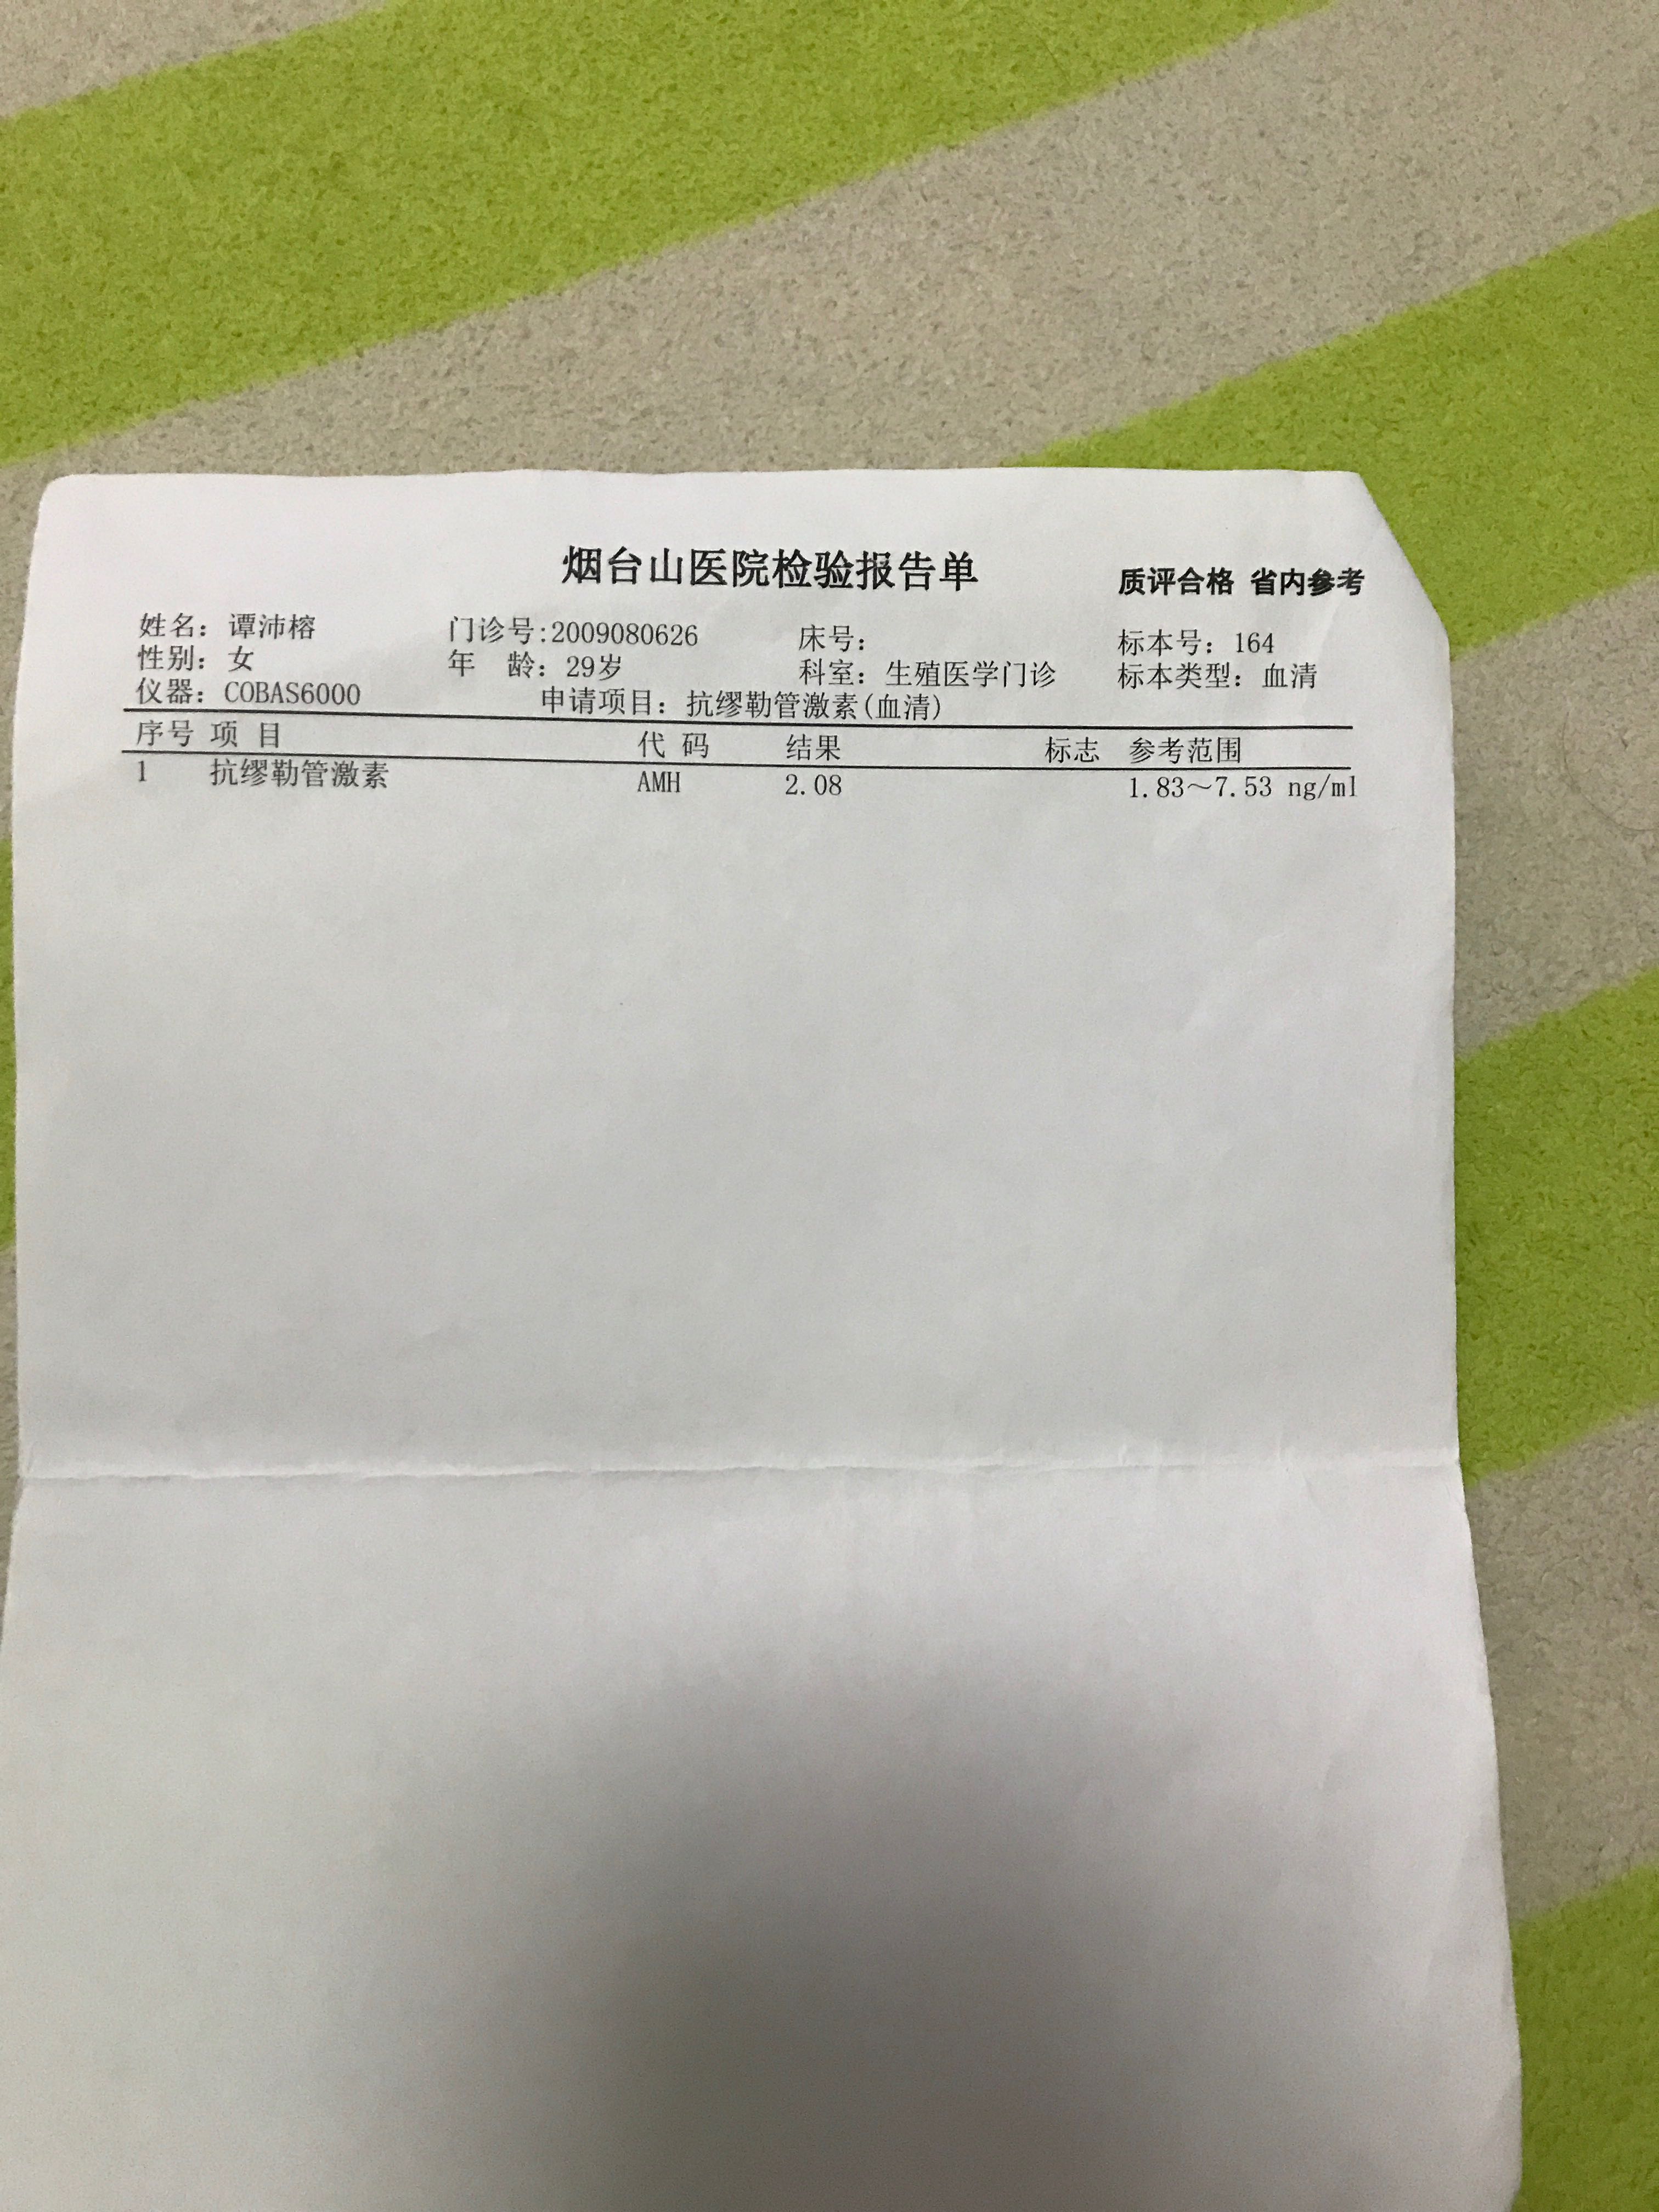 烟台山医院检验报告单 质评合格 省内参考
姓名：谭沛榕 门诊号:2009080626 床号： 标本号：164
性别：女 年 龄：29岁 科室：生殖医学门诊 标本类型：血清
仪器：COBAS6000 申请项目：抗缪勒管激素(血清)
序号 项 目 代 码 结果 标志 参考范围
1 抗缪勒管激素 AMH 2.08 1.83～7.53 ng/ml